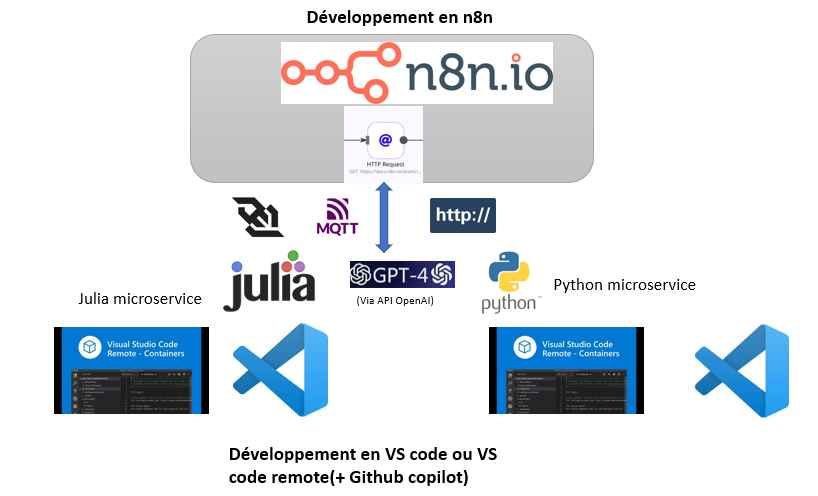 Développement en n8n
n8n.io
@
HTTP Request
GET: https://docs.n8n.io/assets/...
MQTT
http://
julia
GPT-4
python™
Julia microservice
(Via API OpenAI)
Python microservice
Visual Studio Code
Remote - Containers
Visual Studio Code
Remote - Containers
Développement en VS code ou VS
code remote(+ Github copilot)